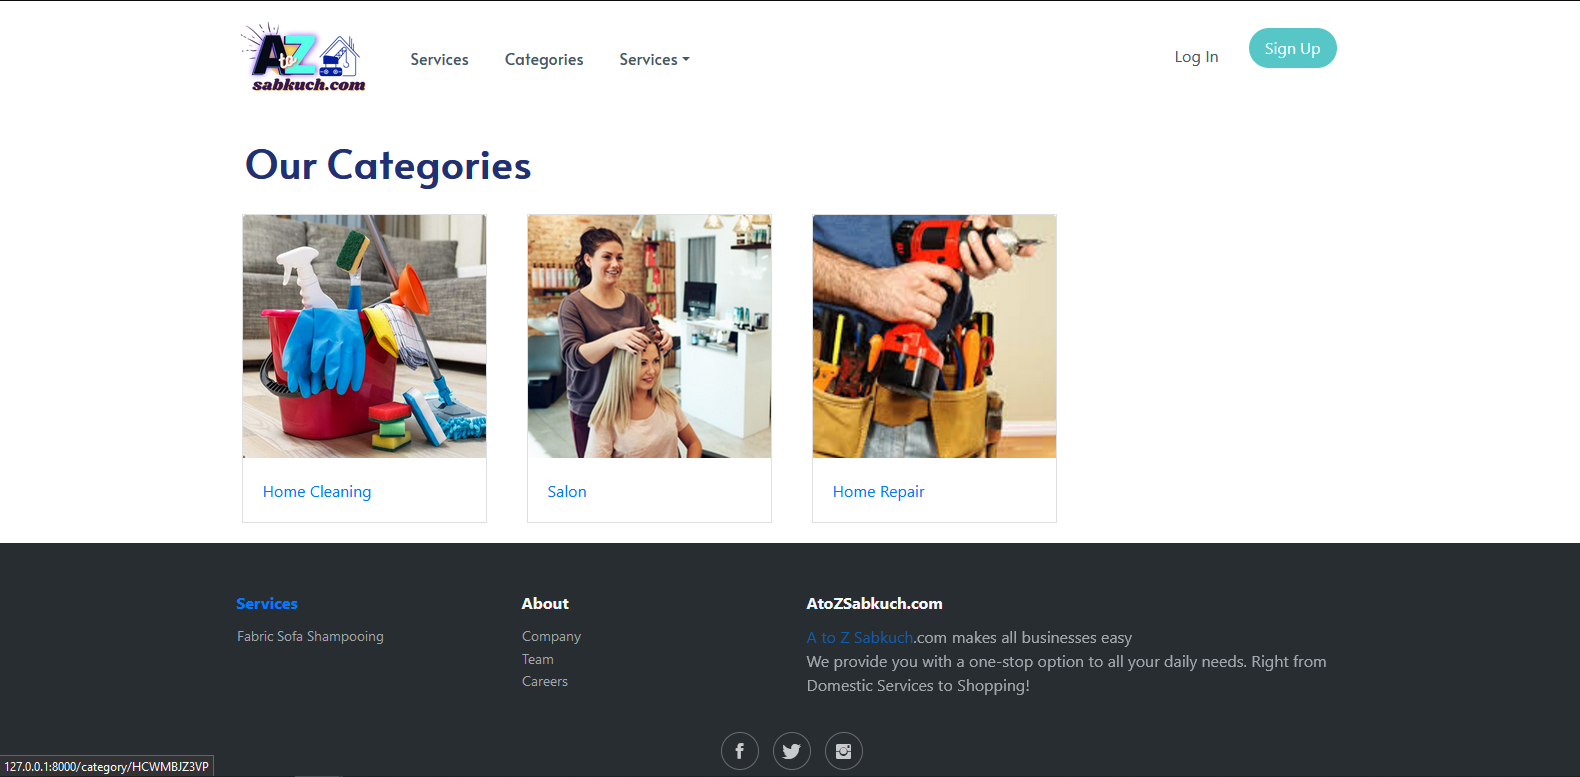 A to Z
sabkuch.com
Services
Categories
Services
Log In
Sign Up
Our Categories
Home Cleaning
Salon
Home Repair
Services
Fabric Sofa Shampooing
About
Company
Team
Careers
AtoZSabkuch.com
A to Z Sabkuch.com makes all businesses easy
We provide you with a one-stop option to all your daily needs. Right from
Domestic Services to Shopping!
127.0.0.1:8000/category/HCWMBJZ3VP